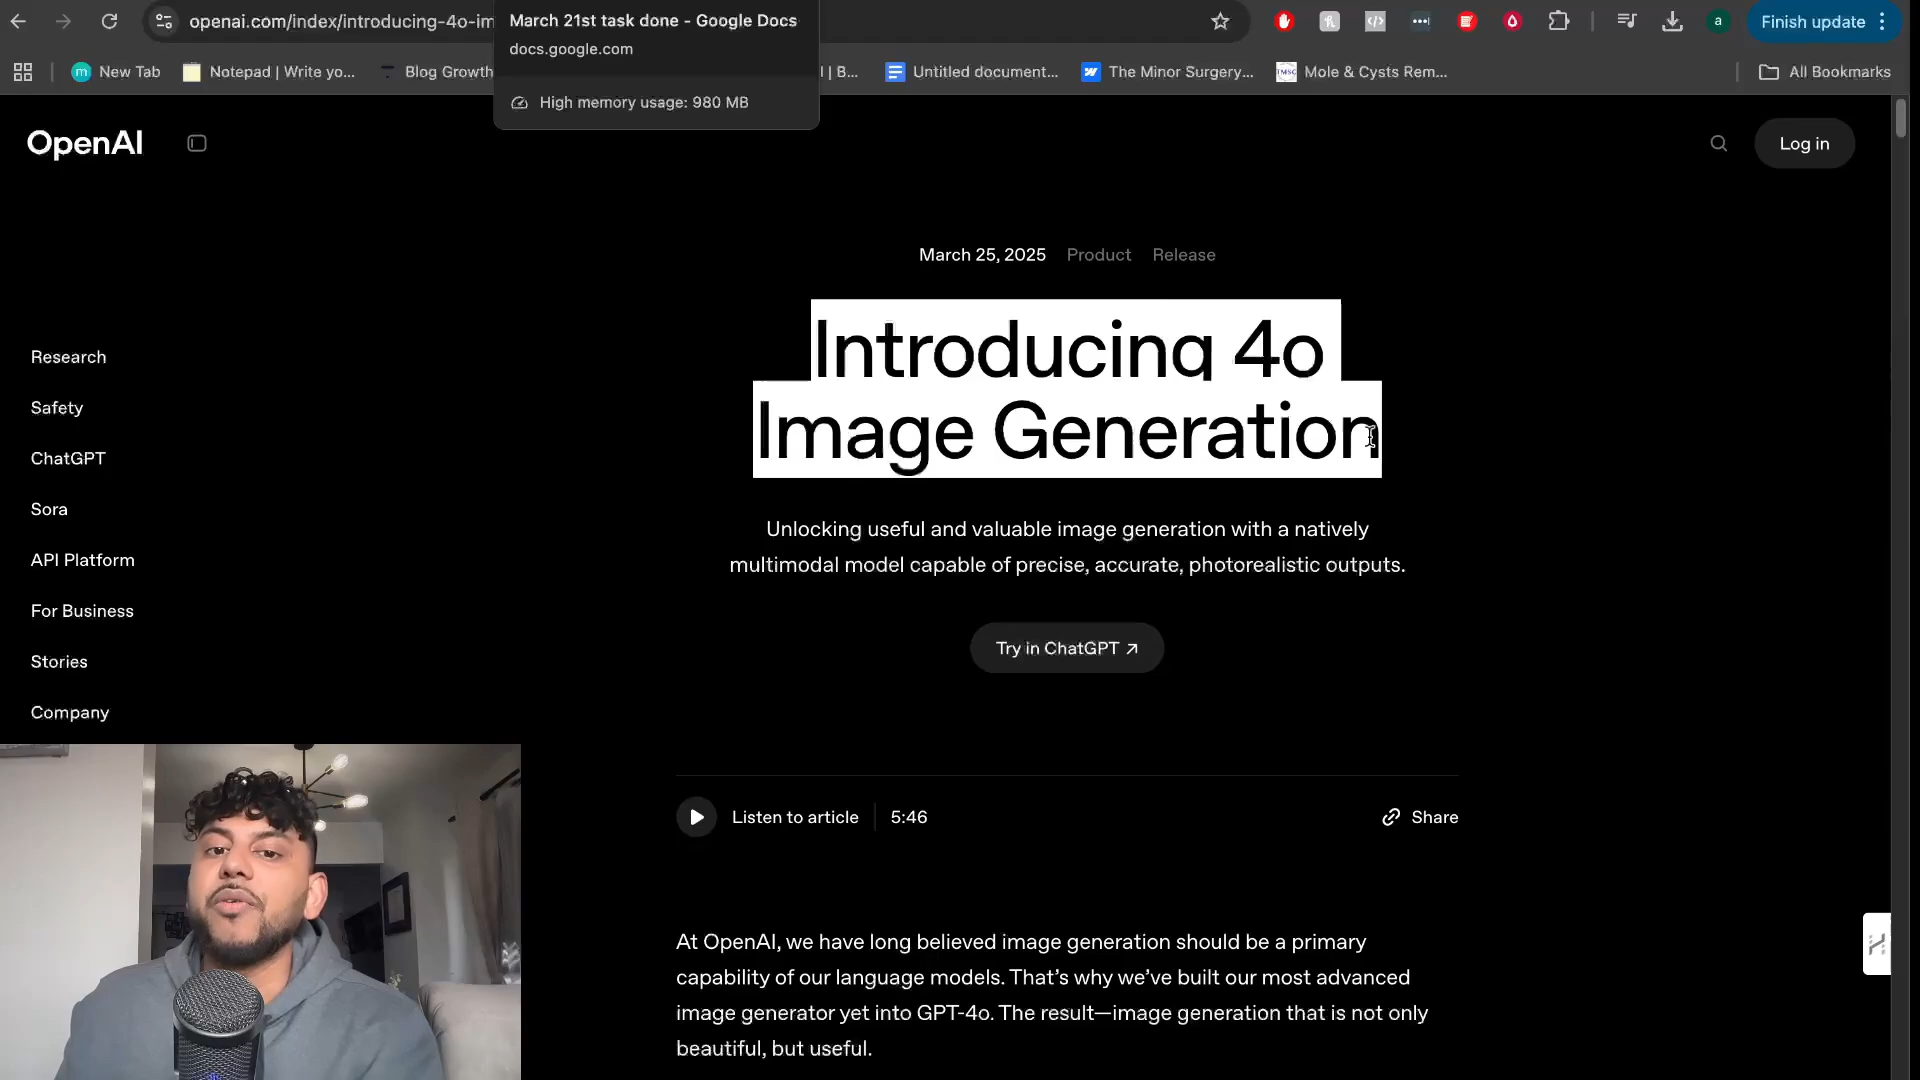 openai.com/index/introducing-4o-im
March 21st task done - Google Docs
docs.google.com
High memory usage: 980 MB
a
Finish update
m New Tab
Notepad | Write yo...
Blog Growth
l | B...
Untitled document...
The Minor Surgery...
TMSC Mole & Cysts Rem...
All Bookmarks
OpenAI
Log in
March 25, 2025 Product Release
Introducing 4o
Image Generation
Unlocking useful and valuable image generation with a natively
multimodal model capable of precise, accurate, photorealistic outputs.
Try in ChatGPT ↗
Research
Safety
ChatGPT
Sora
API Platform
For Business
Stories
Company
Listen to article 5:46
Share
At OpenAI, we have long believed image generation should be a primary
capability of our language models. That’s why we’ve built our most advanced
image generator yet into GPT-4o. The result—image generation that is not only
beautiful, but useful.